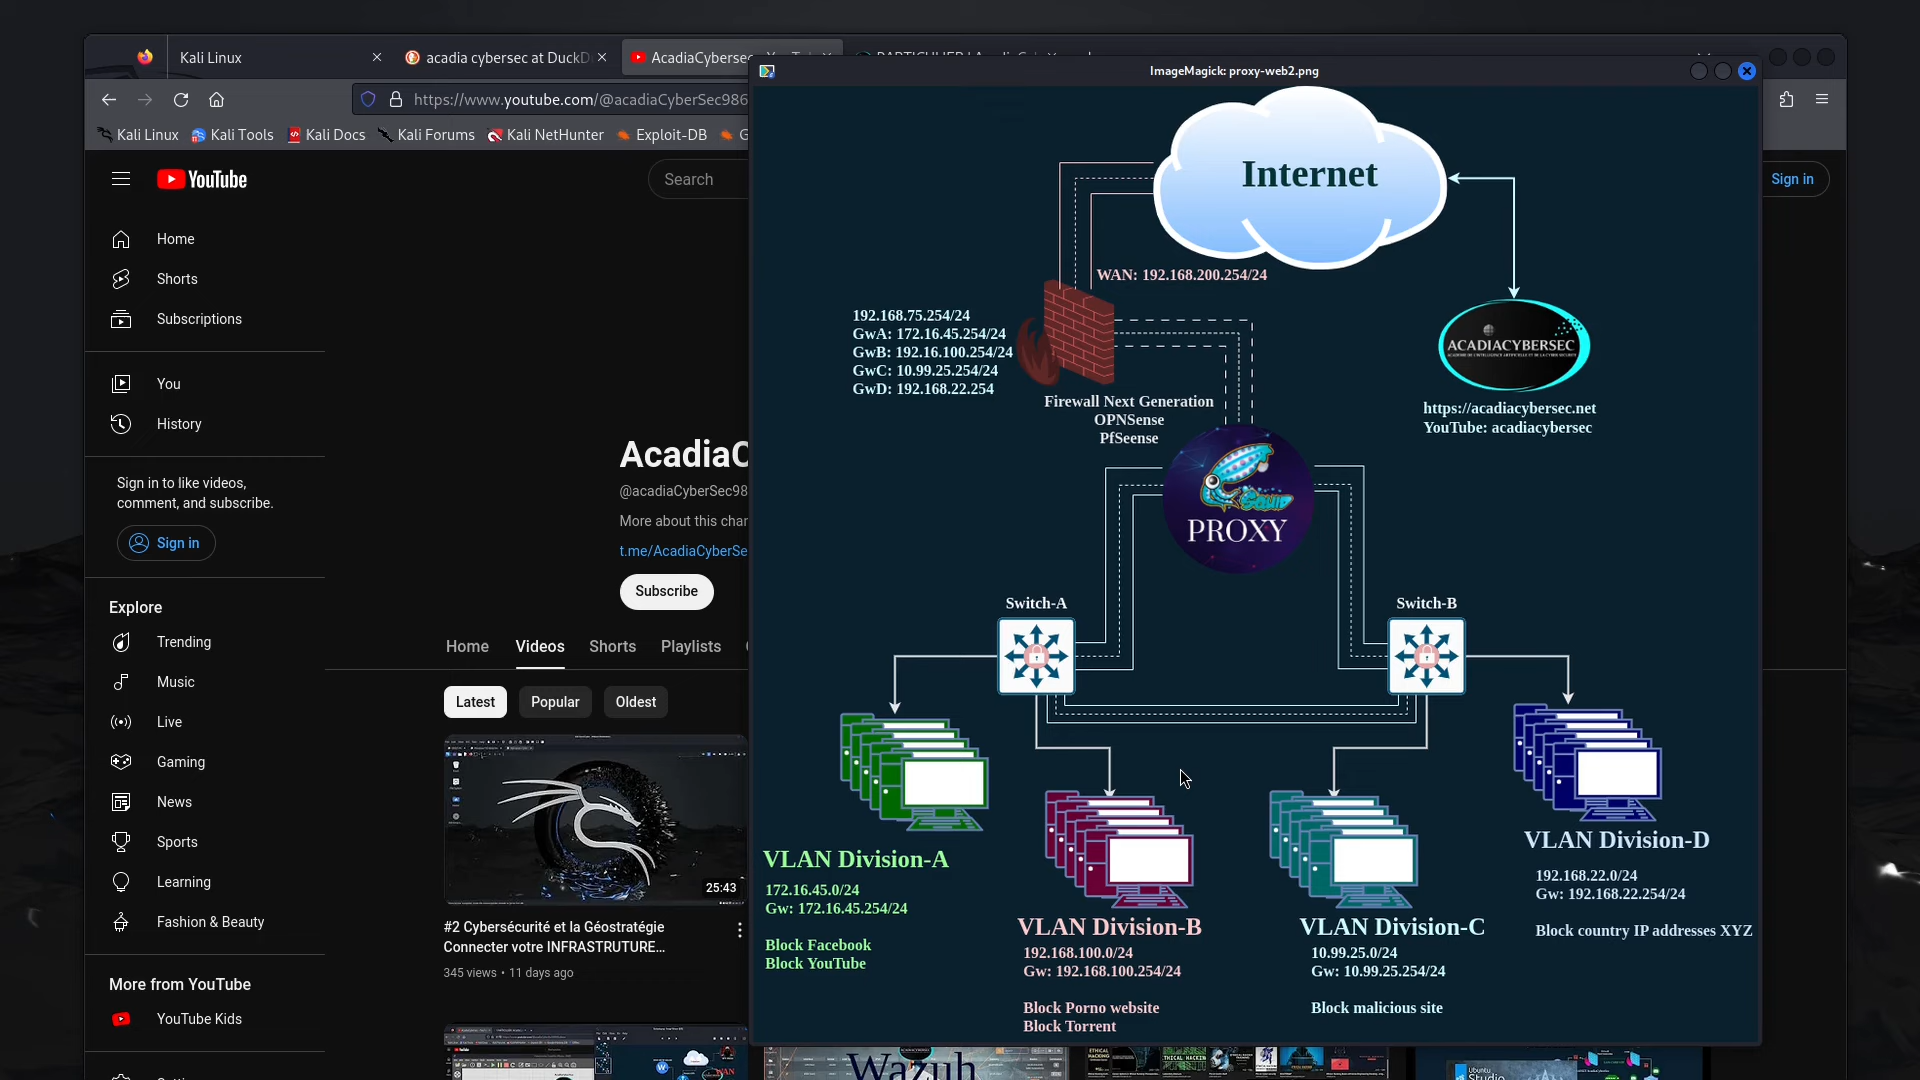 Kali Linux
acadia cybersec at DuckD
AcadiaCybersec
ImageMagick: proxy-web2.png
https://www.youtube.com/@acadiaCyberSec986
Kali Linux
Kali Tools
Kali Docs
Kali Forums
Kali NetHunter
Exploit-DB
G
YouTube
Search
Sign in
Home
Shorts
Subscriptions
You
History
Sign in to like videos,
comment, and subscribe.
Sign in
Explore
Trending
Music
Live
Gaming
News
Sports
Learning
Fashion & Beauty
More from YouTube
YouTube Kids
AcadiaC
@acadiaCyberSec98
More about this chan
t.me/AcadiaCyberSe
Subscribe
Home
Videos
Shorts
Playlists
Latest
Popular
Oldest
25:43
#2 Cybersécurité et la Géostratégie
Connecter votre INFRASTRUTURE…
345 views • 11 days ago
Internet
WAN: 192.168.200.254/24
192.168.75.254/24
GwA: 172.16.45.254/24
GwB: 192.16.100.254/24
GwC: 10.99.25.254/24
GwD: 192.168.22.254
Firewall Next Generation
OPNSense
PfSeense
ACADIACYBERSEC
https://acadiacybersec.net
YouTube: acadiacybersec
Squid
PROXY
Switch-A
Switch-B
VLAN Division-A
172.16.45.0/24
Gw: 172.16.45.254/24
Block Facebook
Block YouTube
VLAN Division-B
192.168.100.0/24
Gw: 192.168.100.254/24
Block Porno website
Block Torrent
VLAN Division-C
10.99.25.0/24
Gw: 10.99.25.254/24
Block malicious site
VLAN Division-D
192.168.22.0/24
Gw: 192.168.22.254/24
Block country IP addresses XYZ
Wazuh
Ubuntu
Studio